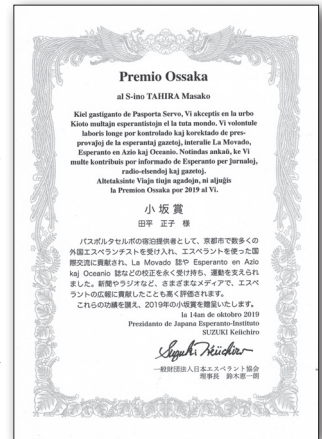 Premio Ossaka
al S-ino TAHIRA Masako
Kiel gastiganto de Pasporta Servo, Vi akceptis en la urbo
Kioto multajn esperantistojn el la tuta mondo. Vi volontule
laboris longe por kontrolado kaj korektado de pres-
provaĵoj de la esperantaj gazetoj, interalie La Movado,
Esperanto en Azio kaj Oceanio. Notindas ankaŭ, ke Vi
multe kontribuis por informado de Esperanto per ĵurnaloj,
radio-elsendoj kaj gazetoj.
Altetaksinte Viajn tiujn agadojn, ni aljuĝis
la Premion Ossaka por 2019 al Vi.
小坂賞
田平 正子 様
パスポルタセルボの宿泊提供者として、京都市で数多くの
外国エスペランチストを受け入れ、エスペラントを使った国
際交流に貢献され、La Movado 誌や Esperanto en Azio
kaj Oceanio 誌などの校正を永く受け持ち、運動を支えられ
ました。新聞やラジオなど、さまざまなメディアで、エスペ
ラントの広報に貢献したことも高く評価されます。
これらの功績を讃え、2019年の小坂賞を贈呈いたします。
la 14an de oktobro 2019
Prezidanto de Japana Esperanto-Instituto
SUZUKI Keiichiro
Suzuki Keiichiro
一般財団法人日本エスペラント協会
理事長 鈴木恵一朗